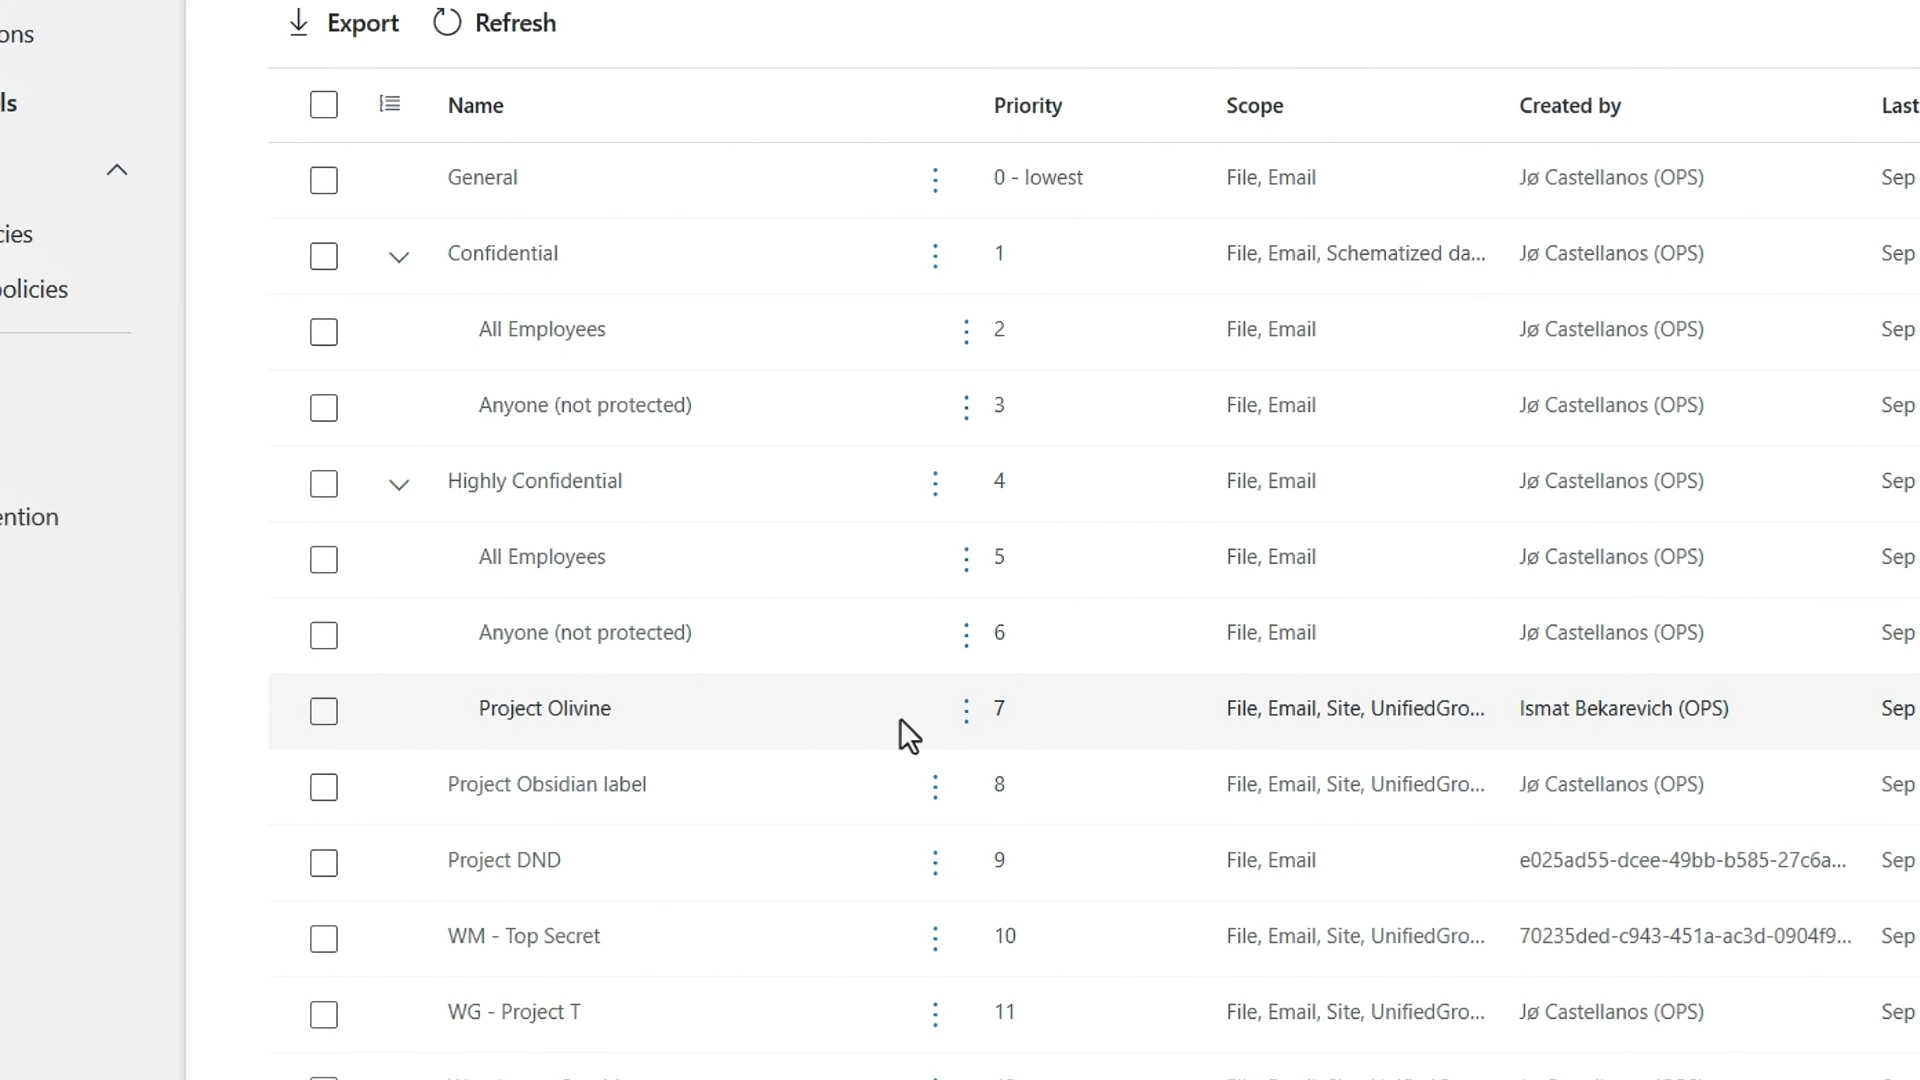 ons
Export Refresh
ls
Name Priority Scope Created by Last
General 0 - lowest File, Email Jø Castellanos (OPS) Sep
cies
Confidential 1 File, Email, Schematized da... Jø Castellanos (OPS) Sep
policies
All Employees 2 File, Email Jø Castellanos (OPS) Sep
Anyone (not protected) 3 File, Email Jø Castellanos (OPS) Sep
Highly Confidential 4 File, Email Jø Castellanos (OPS) Sep
ention
All Employees 5 File, Email Jø Castellanos (OPS) Sep
Anyone (not protected) 6 File, Email Jø Castellanos (OPS) Sep
Project Olivine 7 File, Email, Site, UnifiedGro... Ismat Bekarevich (OPS) Sep
Project Obsidian label 8 File, Email, Site, UnifiedGro... Jø Castellanos (OPS) Sep
Project DND 9 File, Email e025ad55-dcee-49bb-b585-27c6a... Sep
WM - Top Secret 10 File, Email, Site, UnifiedGro... 70235ded-c943-451a-ac3d-0904f9... Sep
WG - Project T 11 File, Email, Site, UnifiedGro... Jø Castellanos (OPS) Sep